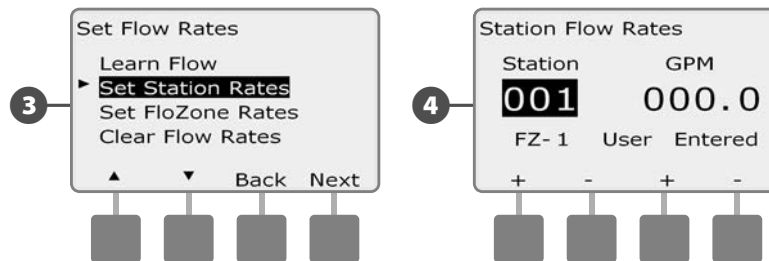 Set Flow Rates
Learn Flow
► Set Station Rates
Set FloZone Rates
Clear Flow Rates
▲ ▼ Back Next
3
Station Flow Rates
Station GPM
001 000.0
FZ- 1 User Entered
+ - + -
4